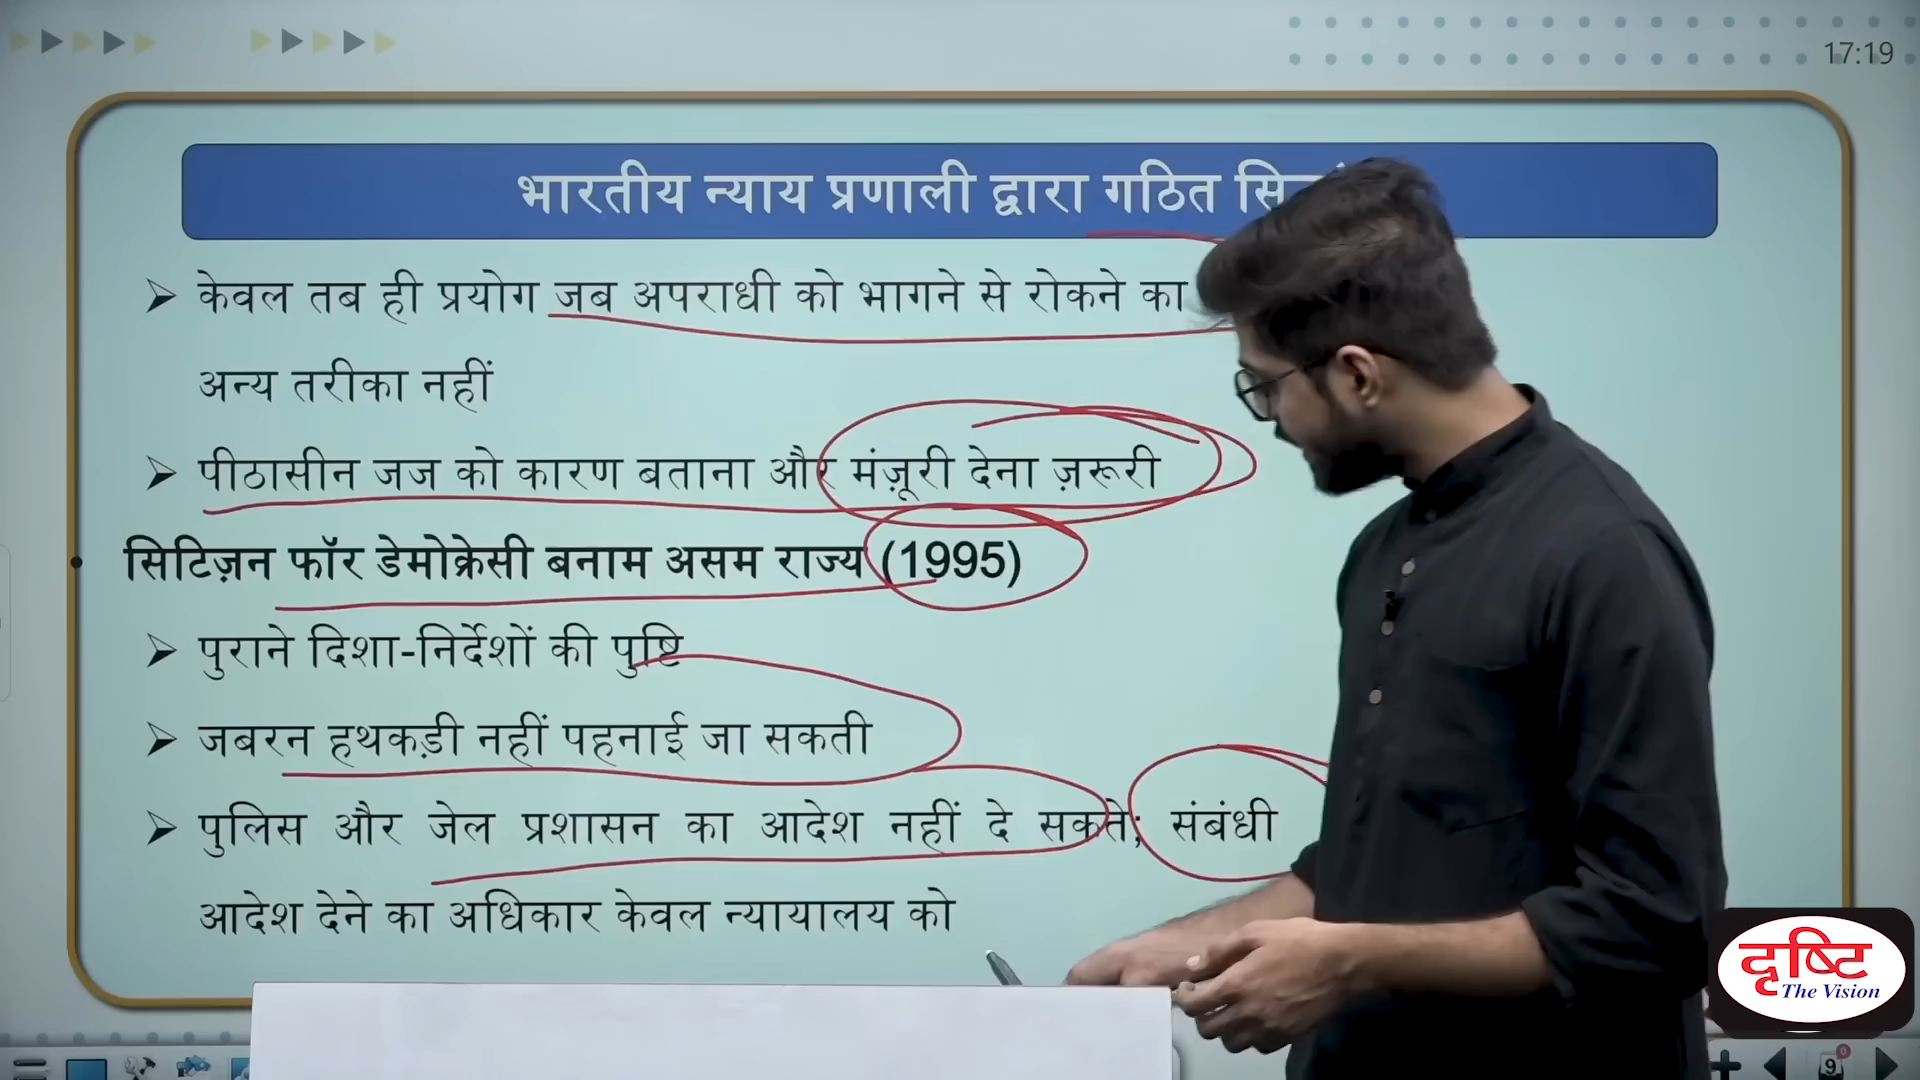 17:19
भारतीय न्याय प्रणाली द्वारा गठित
➢ केवल तब ही प्रयोग जब अपराधी को भागने से रोकने का
अन्य तरीका नहीं
➢ पीठासीन जज को कारण बताना और मंज़ूरी देना ज़रूरी
• सिटिज़न फॉर डेमोक्रेसी बनाम असम राज्य (1995)
➢ पुराने दिशा-निर्देशों की पुष्टि
➢ जबरन हथकड़ी नहीं पहनाई जा सकती
➢ पुलिस और जेल प्रशासन का आदेश नहीं दे सकते; संबंधी
आदेश देने का अधिकार केवल न्यायालय को
दृष्टि
The Vision
9
0